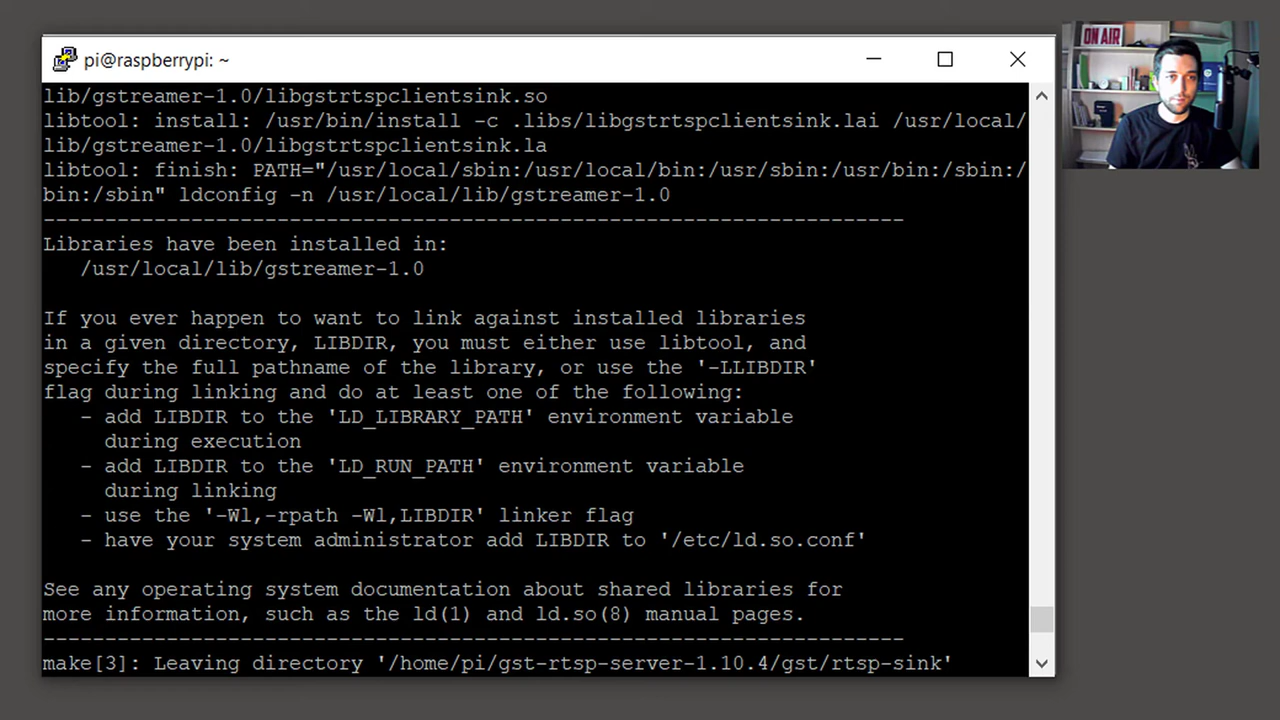 pi@raspberrypi: ~
ON AIR
lib/gstreamer-1.0/libgstrtspclientsink.so
libtool: install: /usr/bin/install -c .libs/libgstrtspclientsink.lai /usr/local/
lib/gstreamer-1.0/libgstrtspclientsink.la
libtool: finish: PATH="/usr/local/sbin:/usr/local/bin:/usr/sbin:/usr/bin:/sbin:/
bin:/sbin" ldconfig -n /usr/local/lib/gstreamer-1.0
----------------------------------------------------------------------
Libraries have been installed in:
   /usr/local/lib/gstreamer-1.0

If you ever happen to want to link against installed libraries
in a given directory, LIBDIR, you must either use libtool, and
specify the full pathname of the library, or use the '-LLIBDIR'
flag during linking and do at least one of the following:
   - add LIBDIR to the 'LD_LIBRARY_PATH' environment variable
     during execution
   - add LIBDIR to the 'LD_RUN_PATH' environment variable
     during linking
   - use the '-Wl,-rpath -Wl,LIBDIR' linker flag
   - have your system administrator add LIBDIR to '/etc/ld.so.conf'

See any operating system documentation about shared libraries for
more information, such as the ld(1) and ld.so(8) manual pages.
----------------------------------------------------------------------
make[3]: Leaving directory '/home/pi/gst-rtsp-server-1.10.4/gst/rtsp-sink'